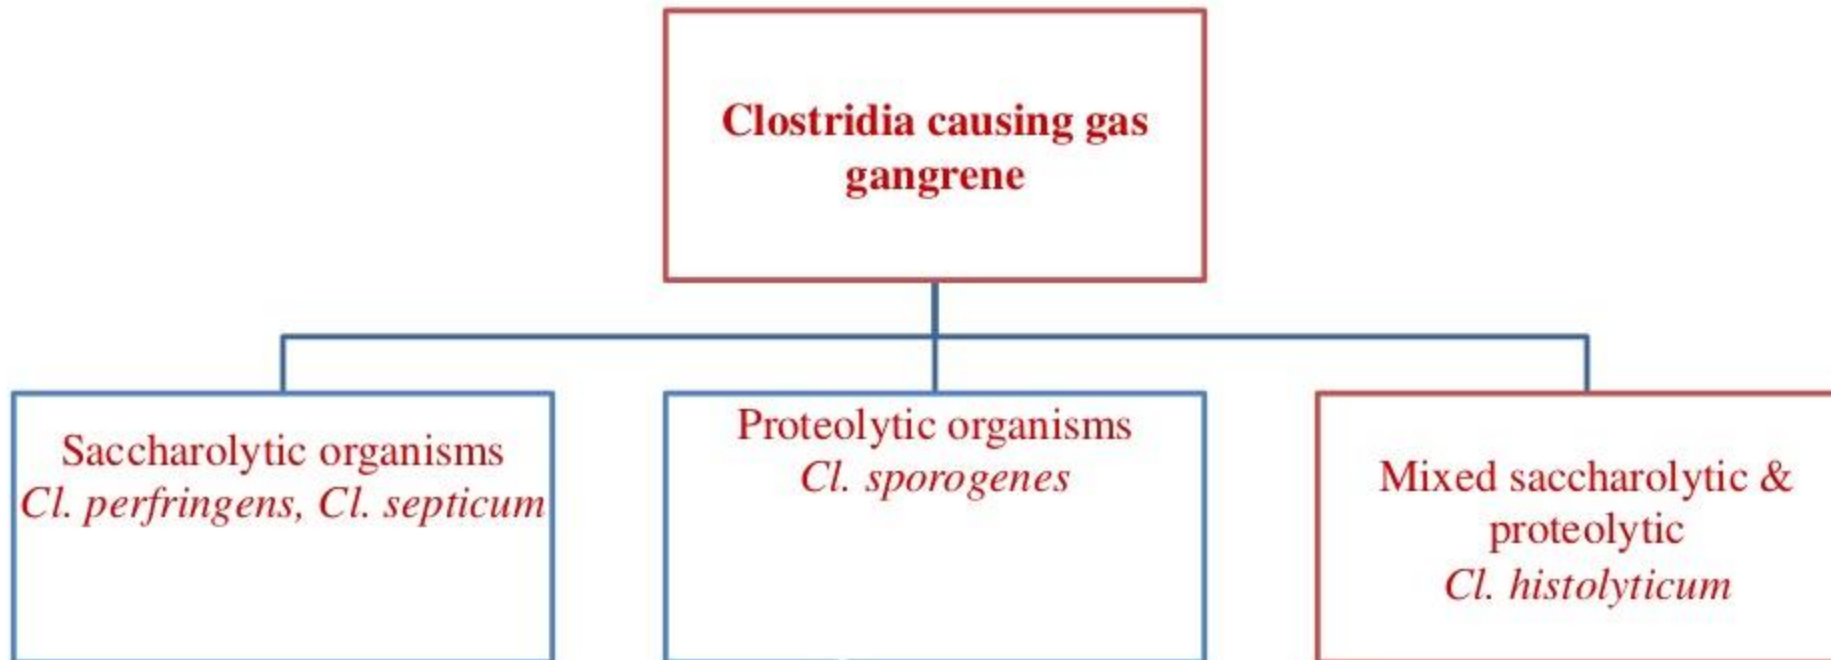 Clostridia causing gas
gangrene
Saccharolytic organisms
Cl. perfringens, Cl. septicum
Proteolytic organisms
Cl. sporogenes
Mixed saccharolytic &
proteolytic
Cl. histolyticum